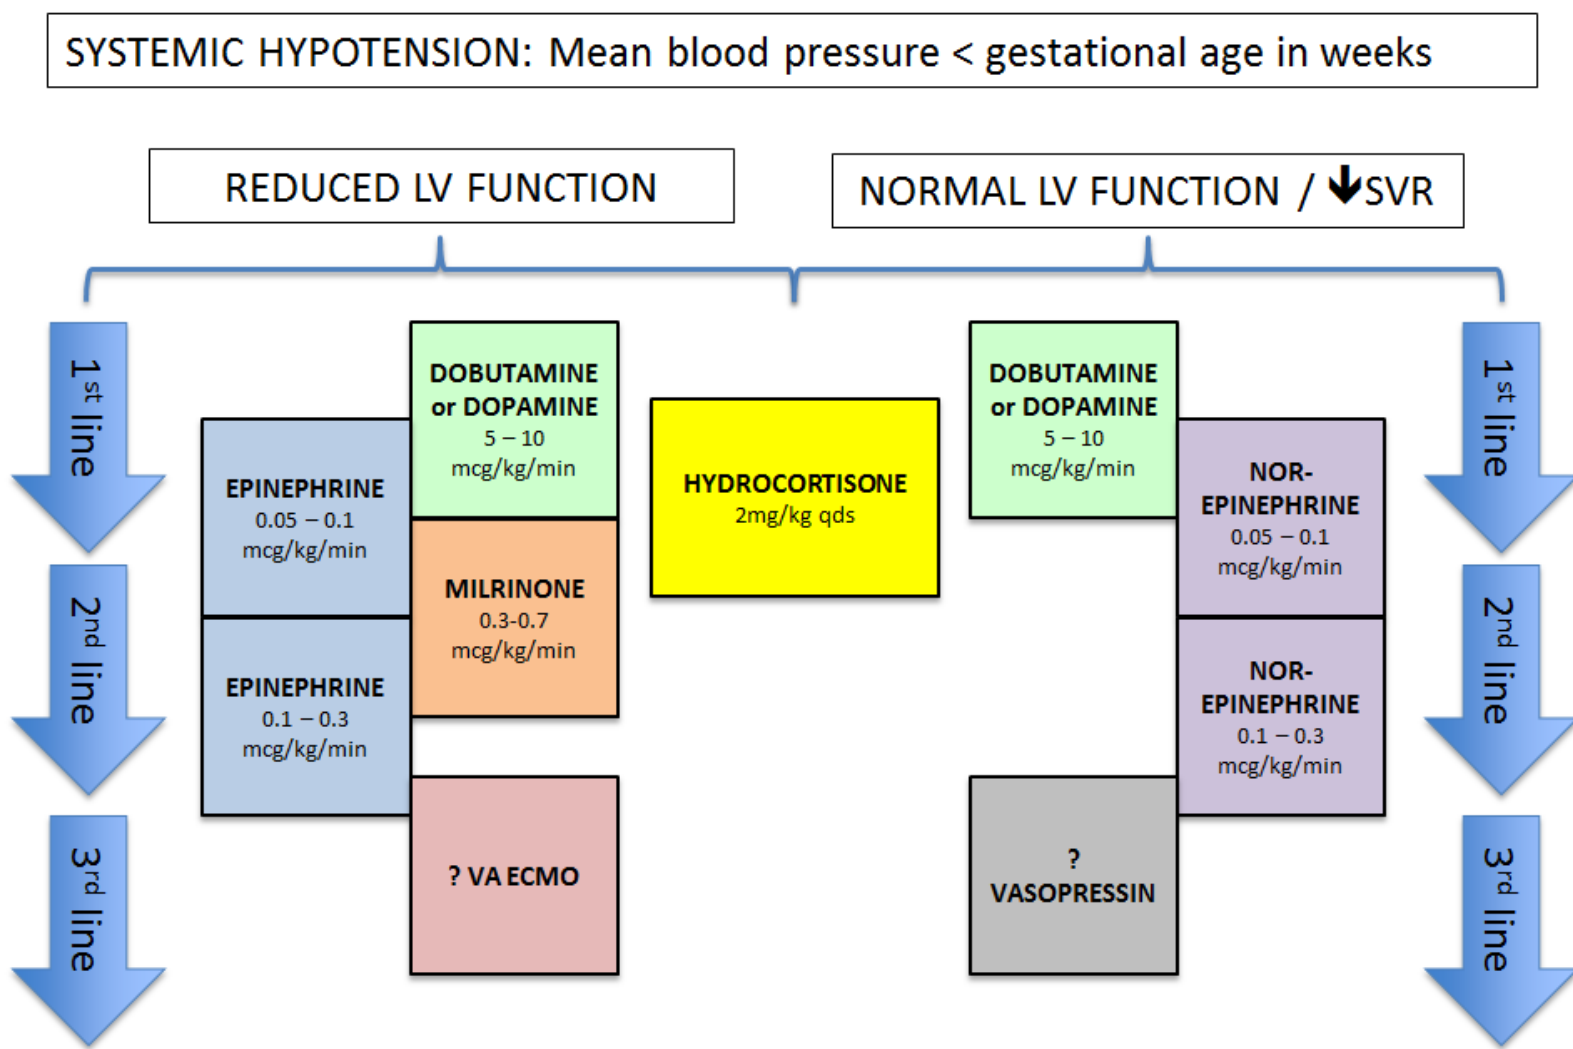 SYSTEMIC HYPOTENSION: Mean blood pressure < gestational age in weeks
REDUCED LV FUNCTION
NORMAL LV FUNCTION / 🡻SVR
1st line
2nd line
3rd line
EPINEPHRINE
0.05 – 0.1
mcg/kg/min
EPINEPHRINE
0.1 – 0.3
mcg/kg/min
DOBUTAMINE
or DOPAMINE
5 – 10
mcg/kg/min
MILRINONE
0.3-0.7
mcg/kg/min
? VA ECMO
HYDROCORTISONE
2mg/kg qds
DOBUTAMINE
or DOPAMINE
5 – 10
mcg/kg/min
?
VASOPRESSIN
NOR-
EPINEPHRINE
0.05 – 0.1
mcg/kg/min
NOR-
EPINEPHRINE
0.1 – 0.3
mcg/kg/min
1st line
2nd line
3rd line